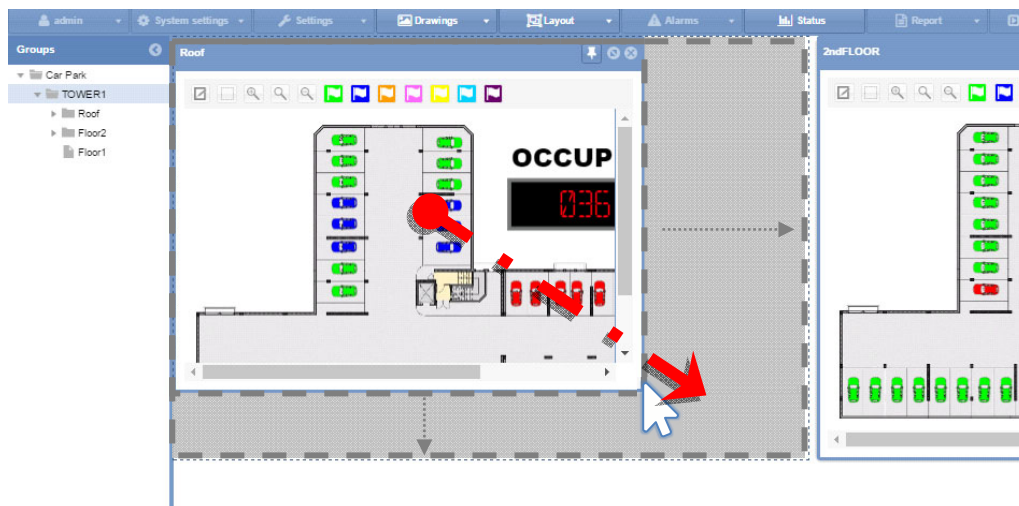 admin System settings Settings Drawings Layout Alarms Status Report
Groups
Car Park
TOWER1
Roof
Floor2
Floor1
Roof
OCCUP
036
2ndFLOOR